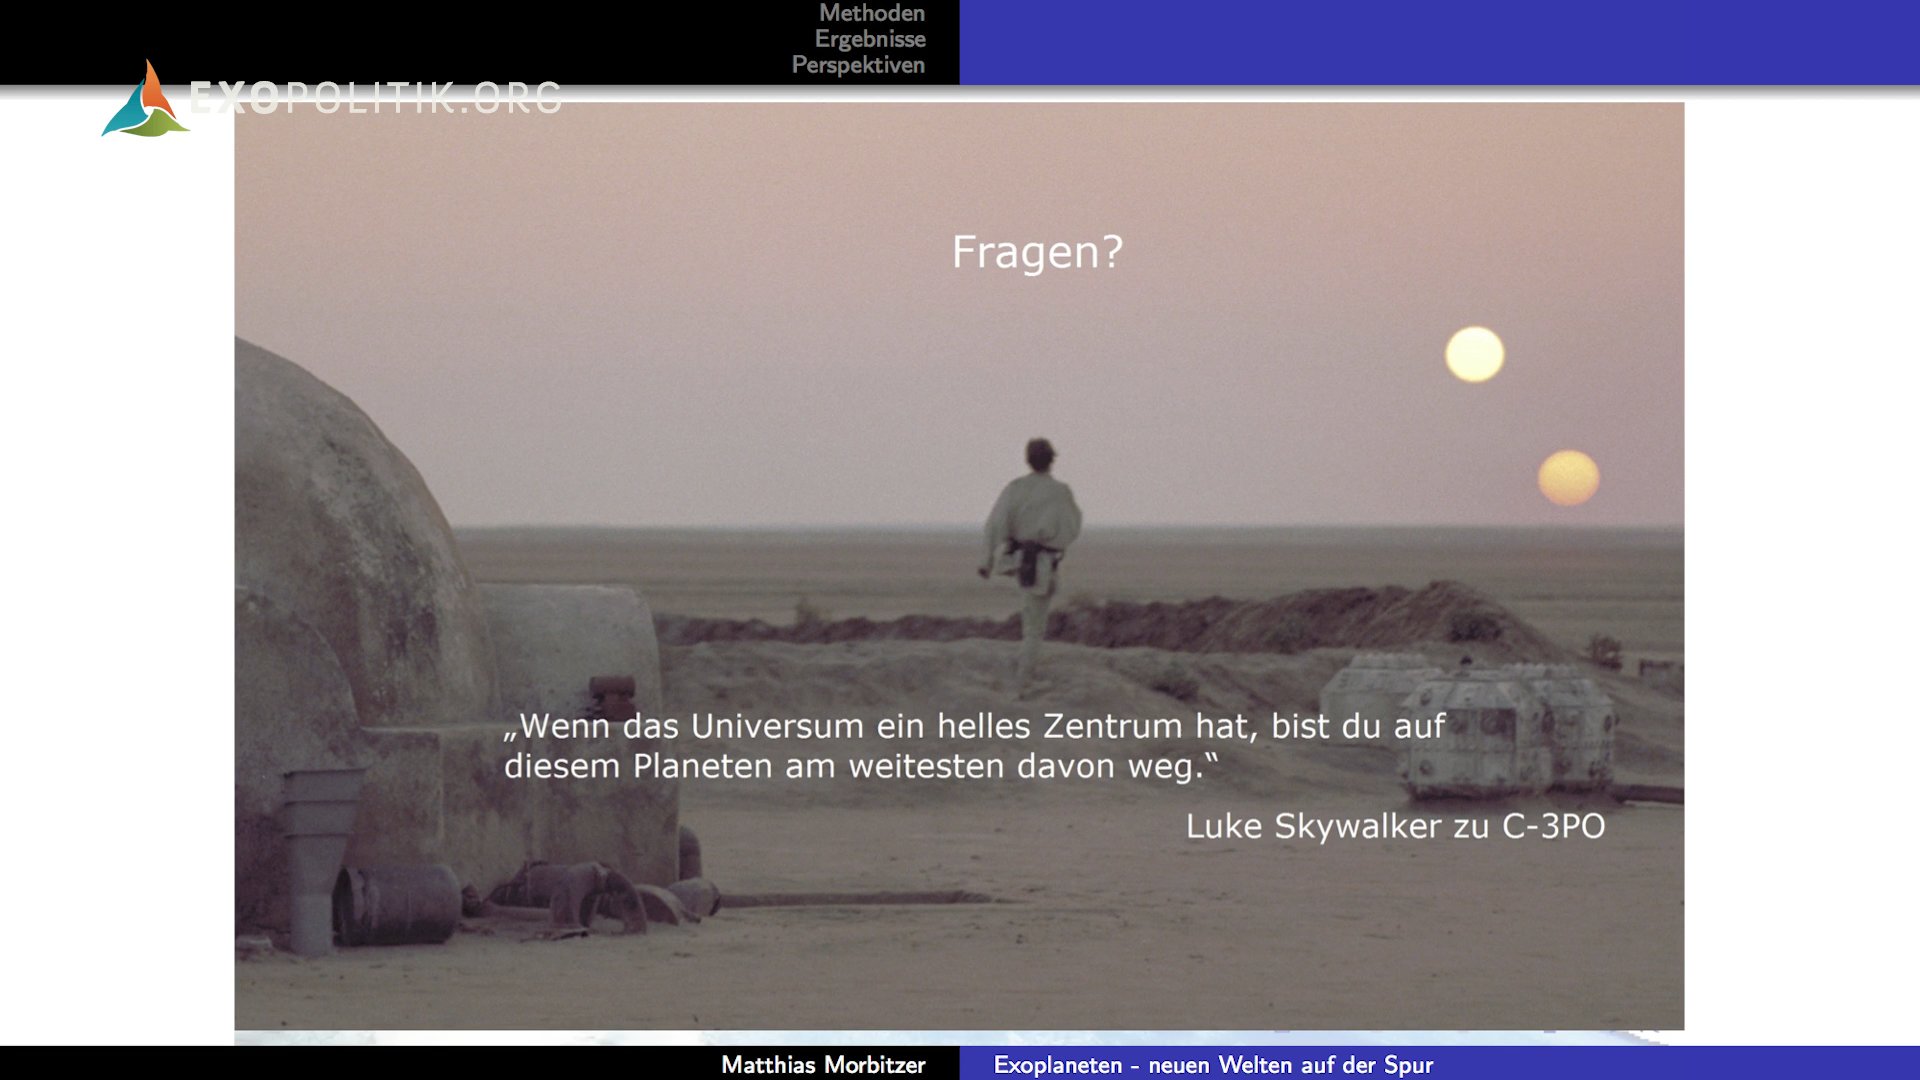 Methoden
Ergebnisse
Perspektiven
EXOPOLITIK.ORG
Fragen?
„Wenn das Universum ein helles Zentrum hat, bist du auf
diesem Planeten am weitesten davon weg.“
Luke Skywalker zu C-3PO
Matthias Morbitzer
Exoplaneten - neuen Welten auf der Spur